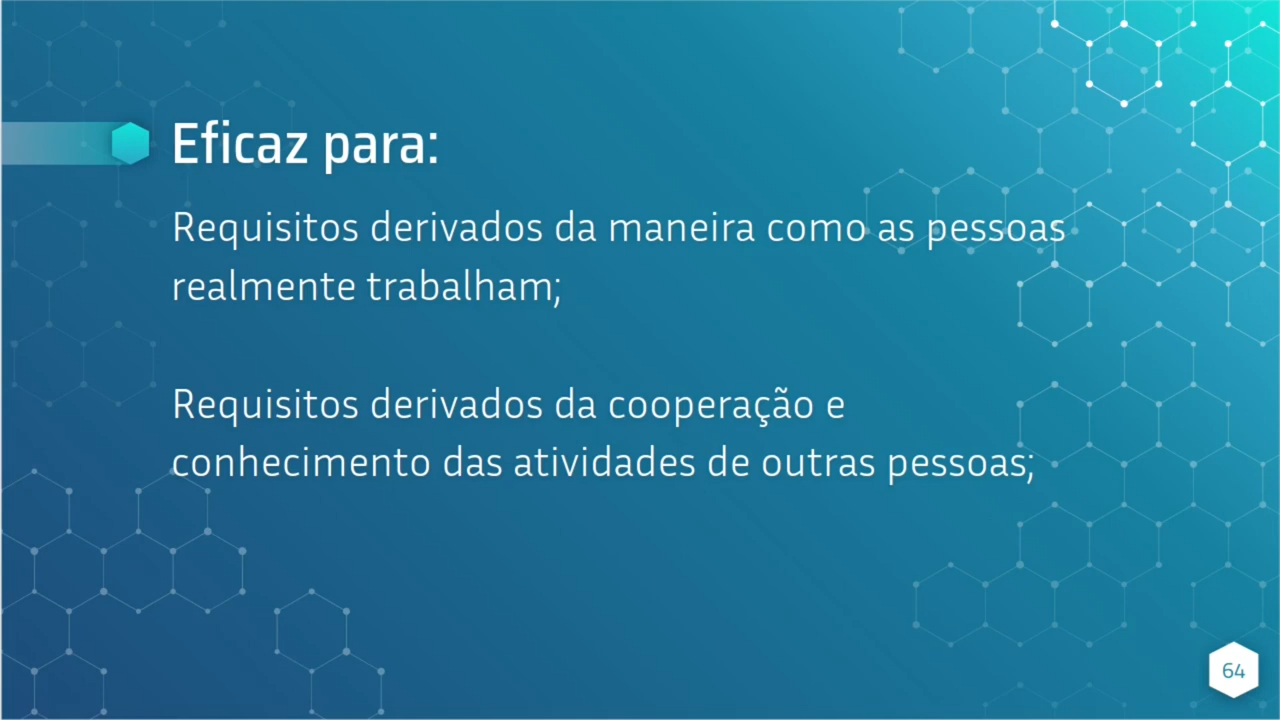 Eficaz para:
Requisitos derivados da maneira como as pessoas
realmente trabalham;
Requisitos derivados da cooperação e
conhecimento das atividades de outras pessoas;
64